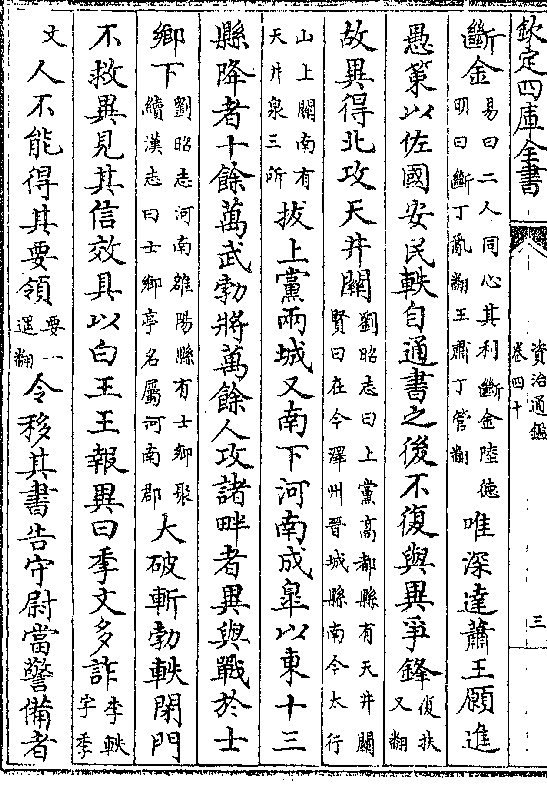 欽定四庫全書
資治通鑑
卷四十
三
斷金易曰二人同心其利斷金陸德
明曰斷丁亂翻王肅丁管翻唯深達蕭王願進
愚策以佐國安民軼自通書之後不復與異爭鋒復扶
又翻
故異得北攻天井關劉昭志曰上黨高都縣有天井關
賢曰在今澤州晉城縣南今太行
山上關南有
天井泉三所拔上黨兩城又南下河南成臯以東十三
縣降者十餘萬武勃將萬餘人攻諸畔者異與戰於士
鄉下劉昭志河南雒陽縣有士鄉聚
續漢志曰士鄉亭名屬河南郡大破斬勃軼閉門
不救異見其信效具以白王王報異曰季文多詐李軼
字季
文人不能得其要領要一
遥翻令移其書告守尉當警備者